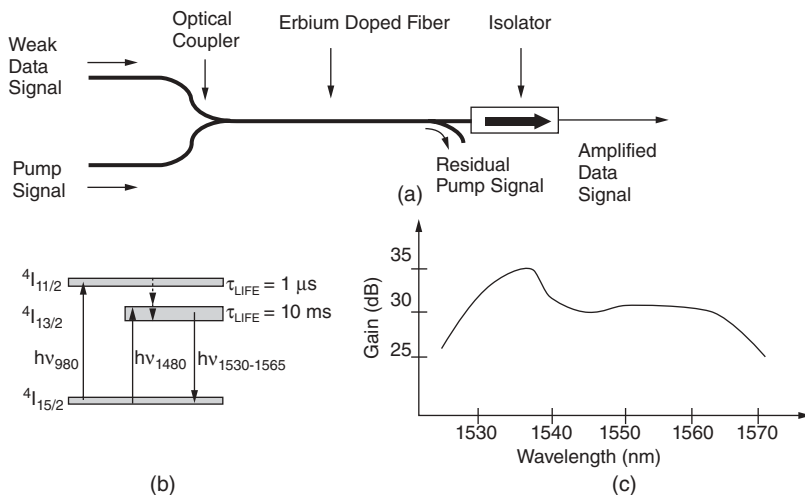 Optical
Coupler
Erbium Doped Fiber
Isolator
Weak
Data
Signal
Pump
Signal
Residual
Pump Signal
Amplified
Data
Signal
(a)
⁴I₁₁/₂
τLIFE = 1 μs
⁴I₁₃/₂
τLIFE = 10 ms
hν₉₈₀
hν₁₄₈₀
hν₁₅₃₀₋₁₅₆₅
⁴I₁₅/₂
(b)
35
30
25
Gain (dB)
1530 1540 1550 1560 1570
Wavelength (nm)
(c)